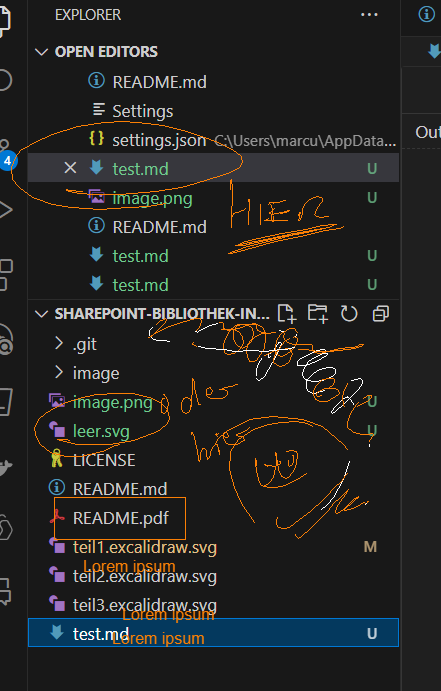 EXPLORER
Out
OPEN EDITORS
README.md
Settings
settings.json C:\Users\marcu\AppData...
4
test.md U
image.png U
HIER
README.md
test.md U
test.md U
SHAREPOINT-BIBLIOTHEK-IN...
.git
image
image.png U
oder
leer.svg U
hier
LICENSE
README.md
README.pdf
teil1.excalidraw.svg M
Lorem ipsum
teil2.excalidraw.svg
teil3.excalidraw.svg
Lorem ipsum
test.md U
Lorem ipsum